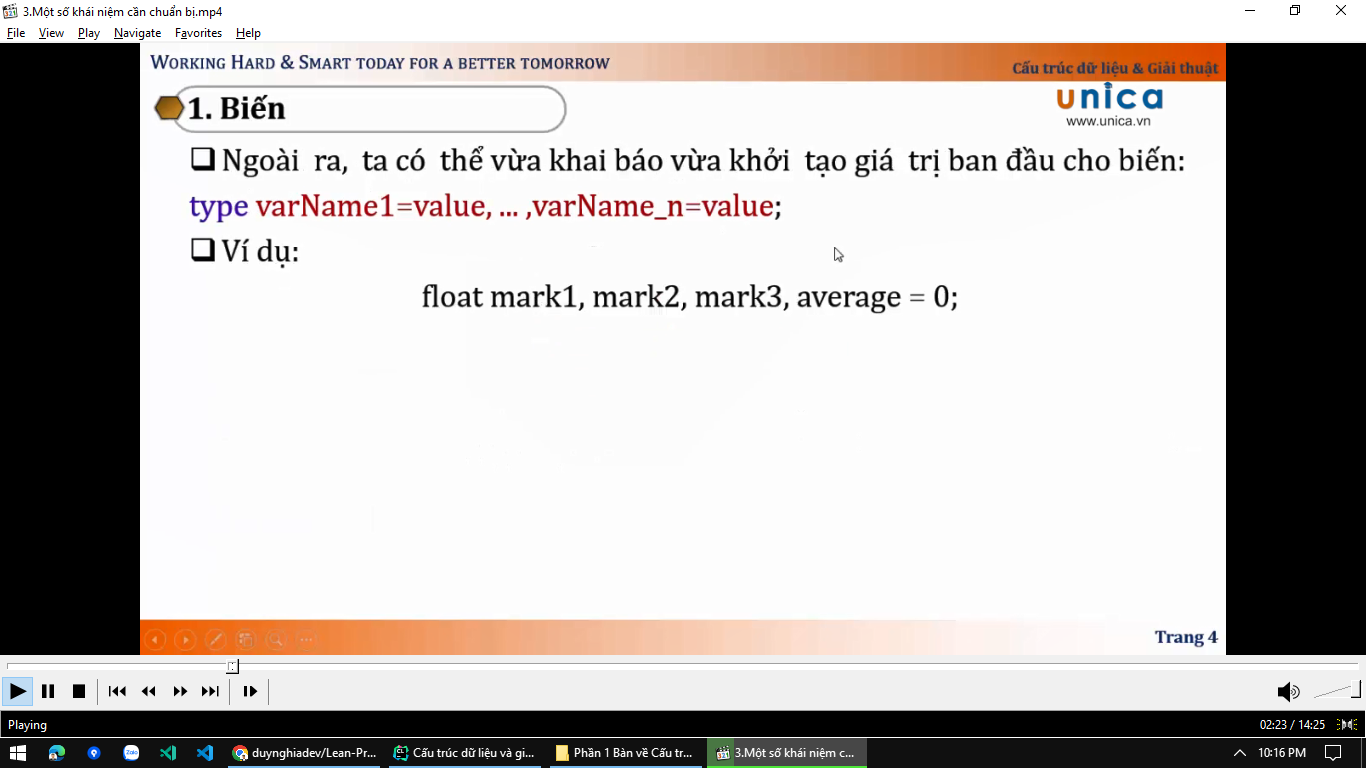 3.Một số khái niệm cần chuẩn bị.mp4
File View Play Navigate Favorites Help
WORKING HARD & SMART TODAY FOR A BETTER TOMORROW
Cấu trúc dữ liệu & Giải thuật
1. Biến
unica
www.unica.vn
Ngoài ra, ta có thể vừa khai báo vừa khởi tạo giá trị ban đầu cho biến:
type varName1=value, ... ,varName_n=value;
Ví dụ:
float mark1, mark2, mark3, average = 0;
Trang 4
Playing
02:23 / 14:25
Zalo
duynghiadev/Lean-Pr...
Cấu trúc dữ liệu và gi...
Phần 1 Bàn về Cấu tr...
3.Một số khái niệm c...
10:16 PM